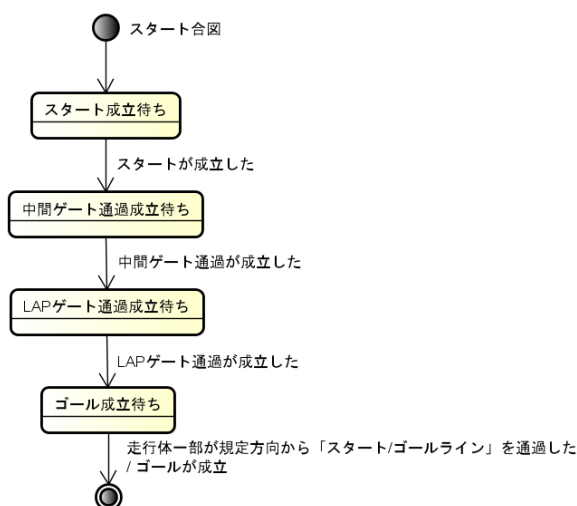 スタート合図
スタート成立待ち
スタートが成立した
中間ゲート通過成立待ち
中間ゲート通過が成立した
LAPゲート通過成立待ち
LAPゲート通過が成立した
ゴール成立待ち
走行体一部が規定方向から「スタート/ゴールライン」を通過した
/ ゴールが成立